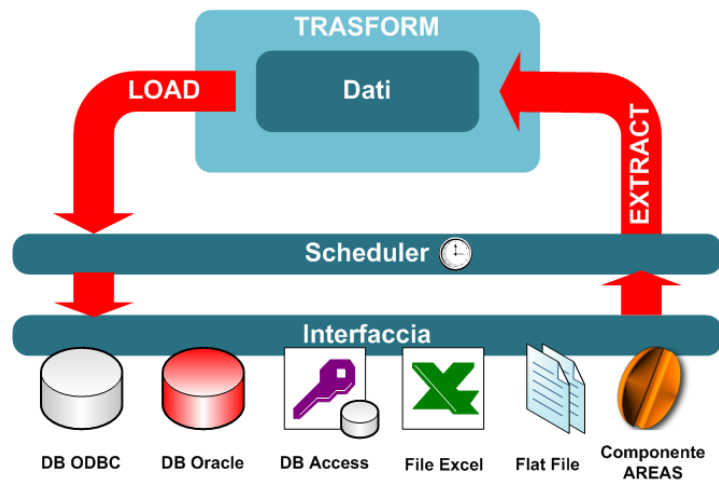 TRASFORM
LOAD
Dati
EXTRACT
Scheduler
Interfaccia
DB ODBC
DB Oracle
DB Access
File Excel
Flat File
Componente
AREAS